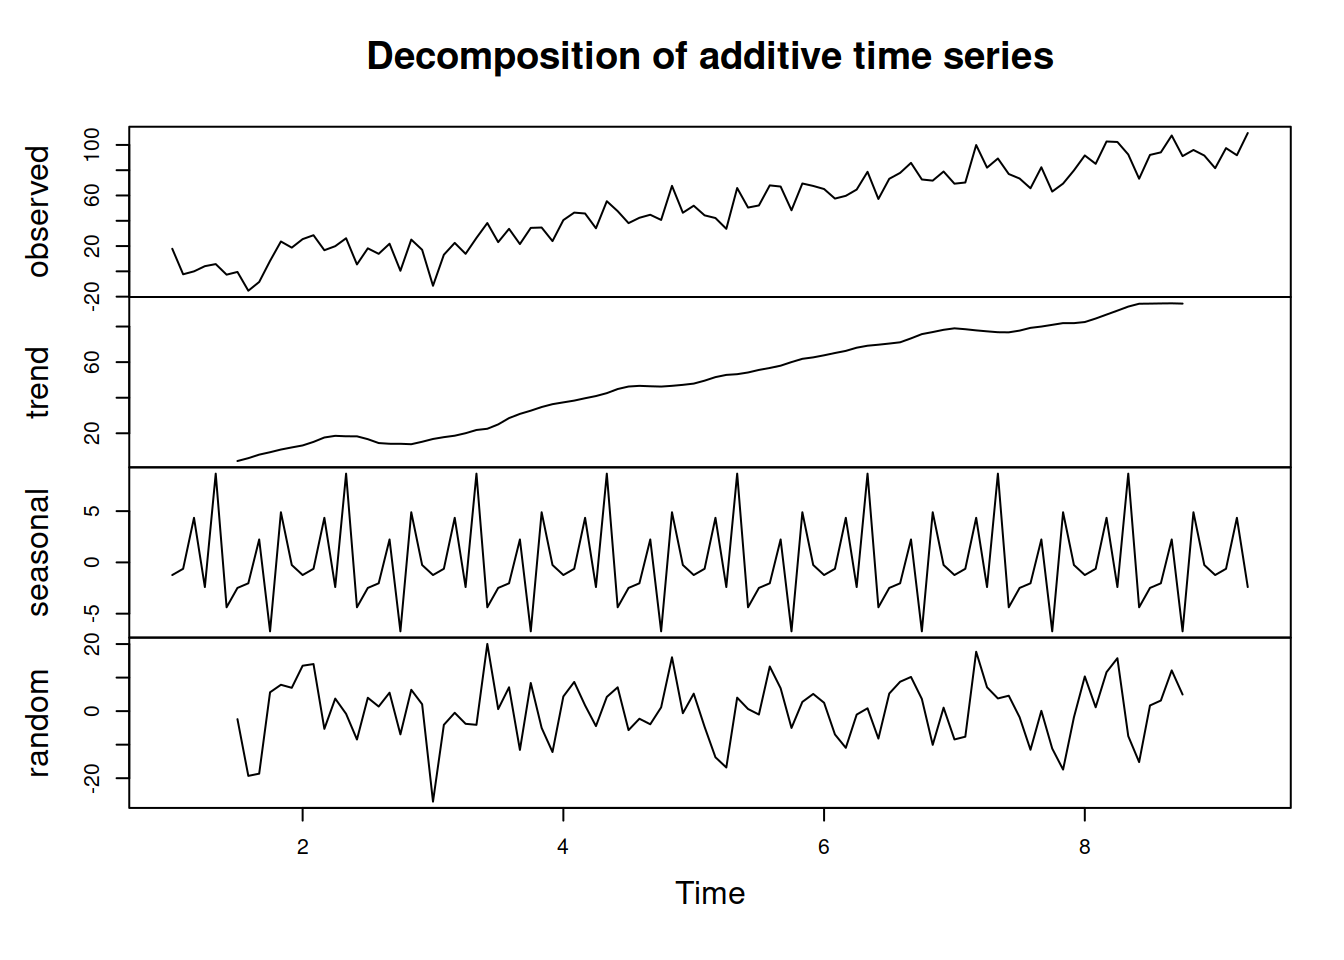 Decomposition of additive time series
observed
-20 20 60 100
trend
20 60
seasonal
-5 0 5
random
-20 0 20
2 4 6 8
Time